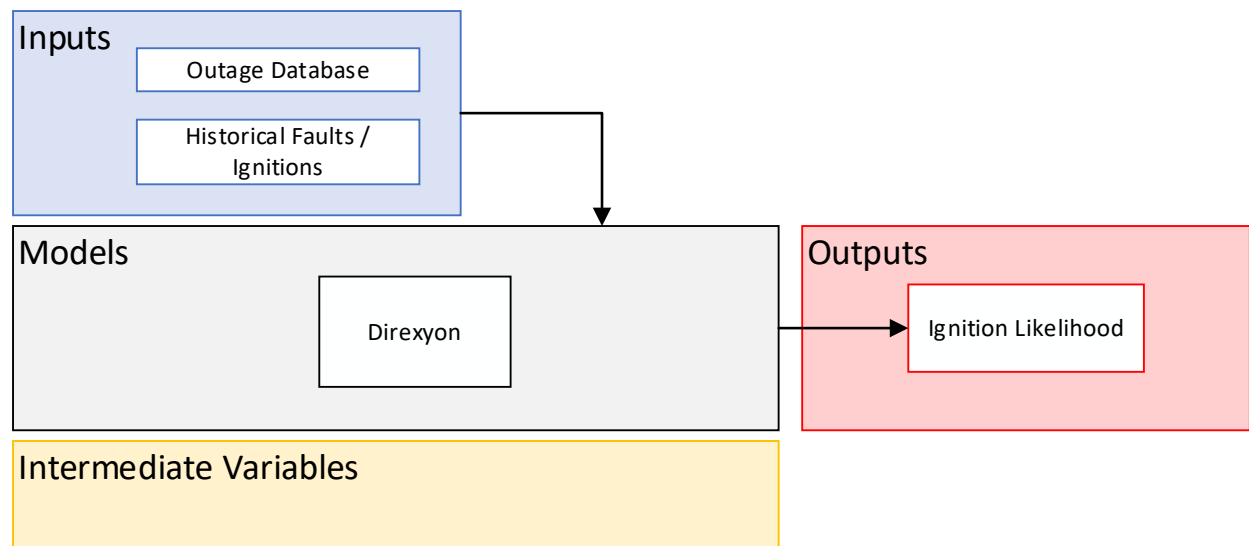 Inputs
Outage Database
Historical Faults /
Ignitions
Models
Direxyon
Outputs
Ignition Likelihood
Intermediate Variables